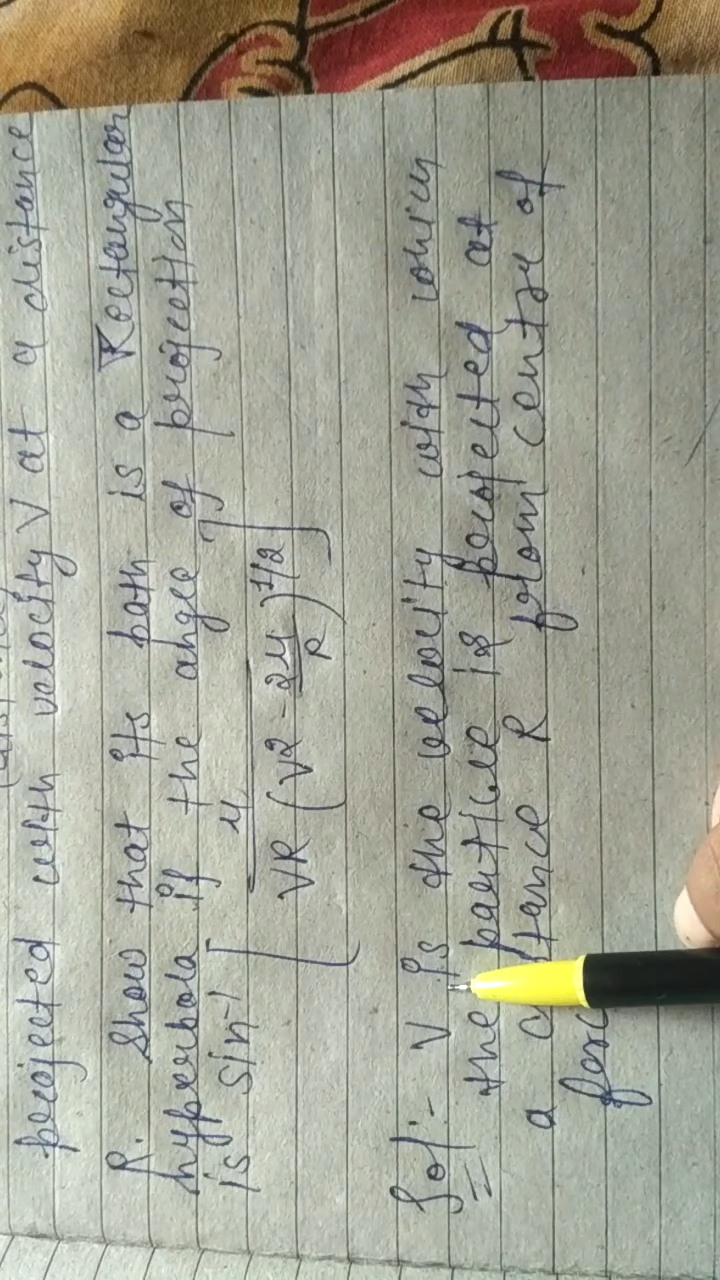 projected with velocity V at a distance
R. Show that its path is a Rectangular
hyperbola if the angle of projection
is sin⁻¹ [ μ / VR (V2 - 2μ/R)^1/2 ]
Sol:- V is the velocity with which
the particle is projected at
a distance R from centre of